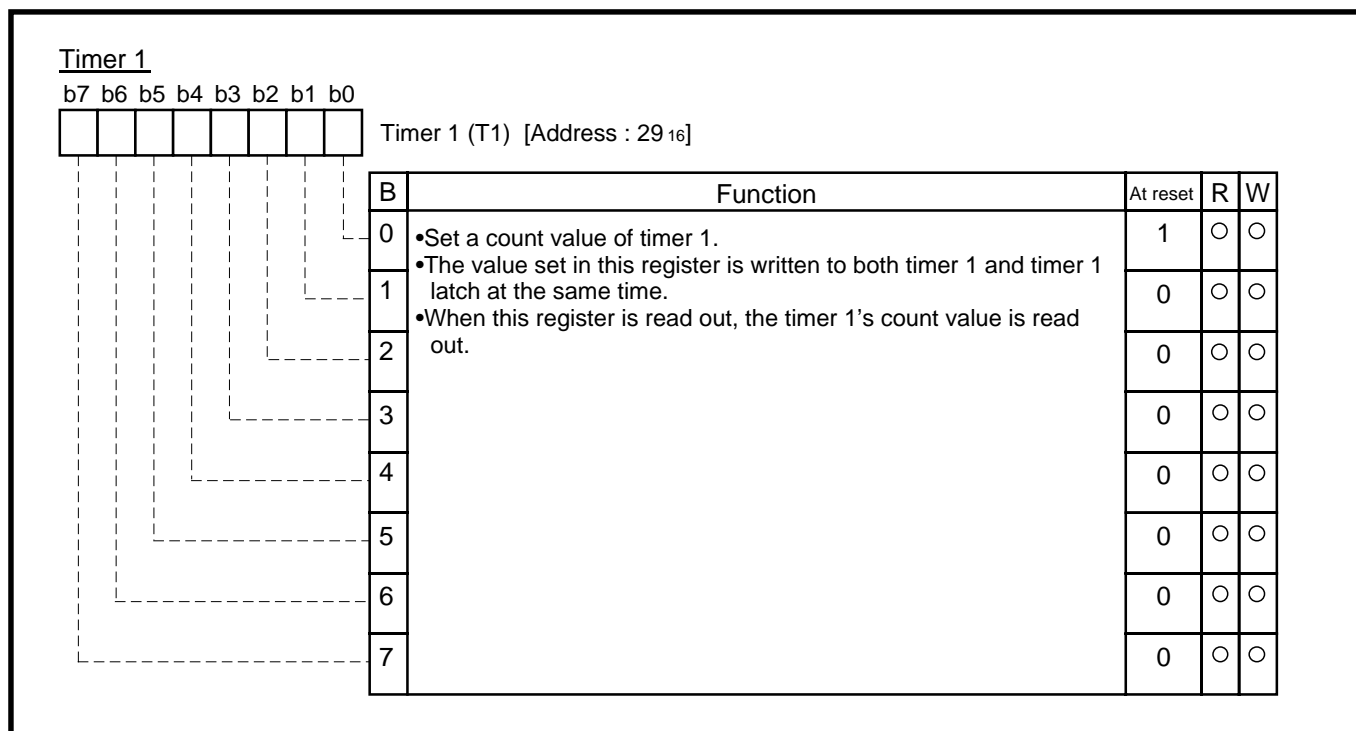 Timer 1
b7 b6 b5 b4 b3 b2 b1 b0
Timer 1 (T1) [Address : 29 16]
B Function At reset R W
0 •Set a count value of timer 1. 1 ○ ○
•The value set in this register is written to both timer 1 and timer 1
1 latch at the same time. 0 ○ ○
•When this register is read out, the timer 1’s count value is read
2 out. 0 ○ ○
3 0 ○ ○
4 0 ○ ○
5 0 ○ ○
6 0 ○ ○
7 0 ○ ○